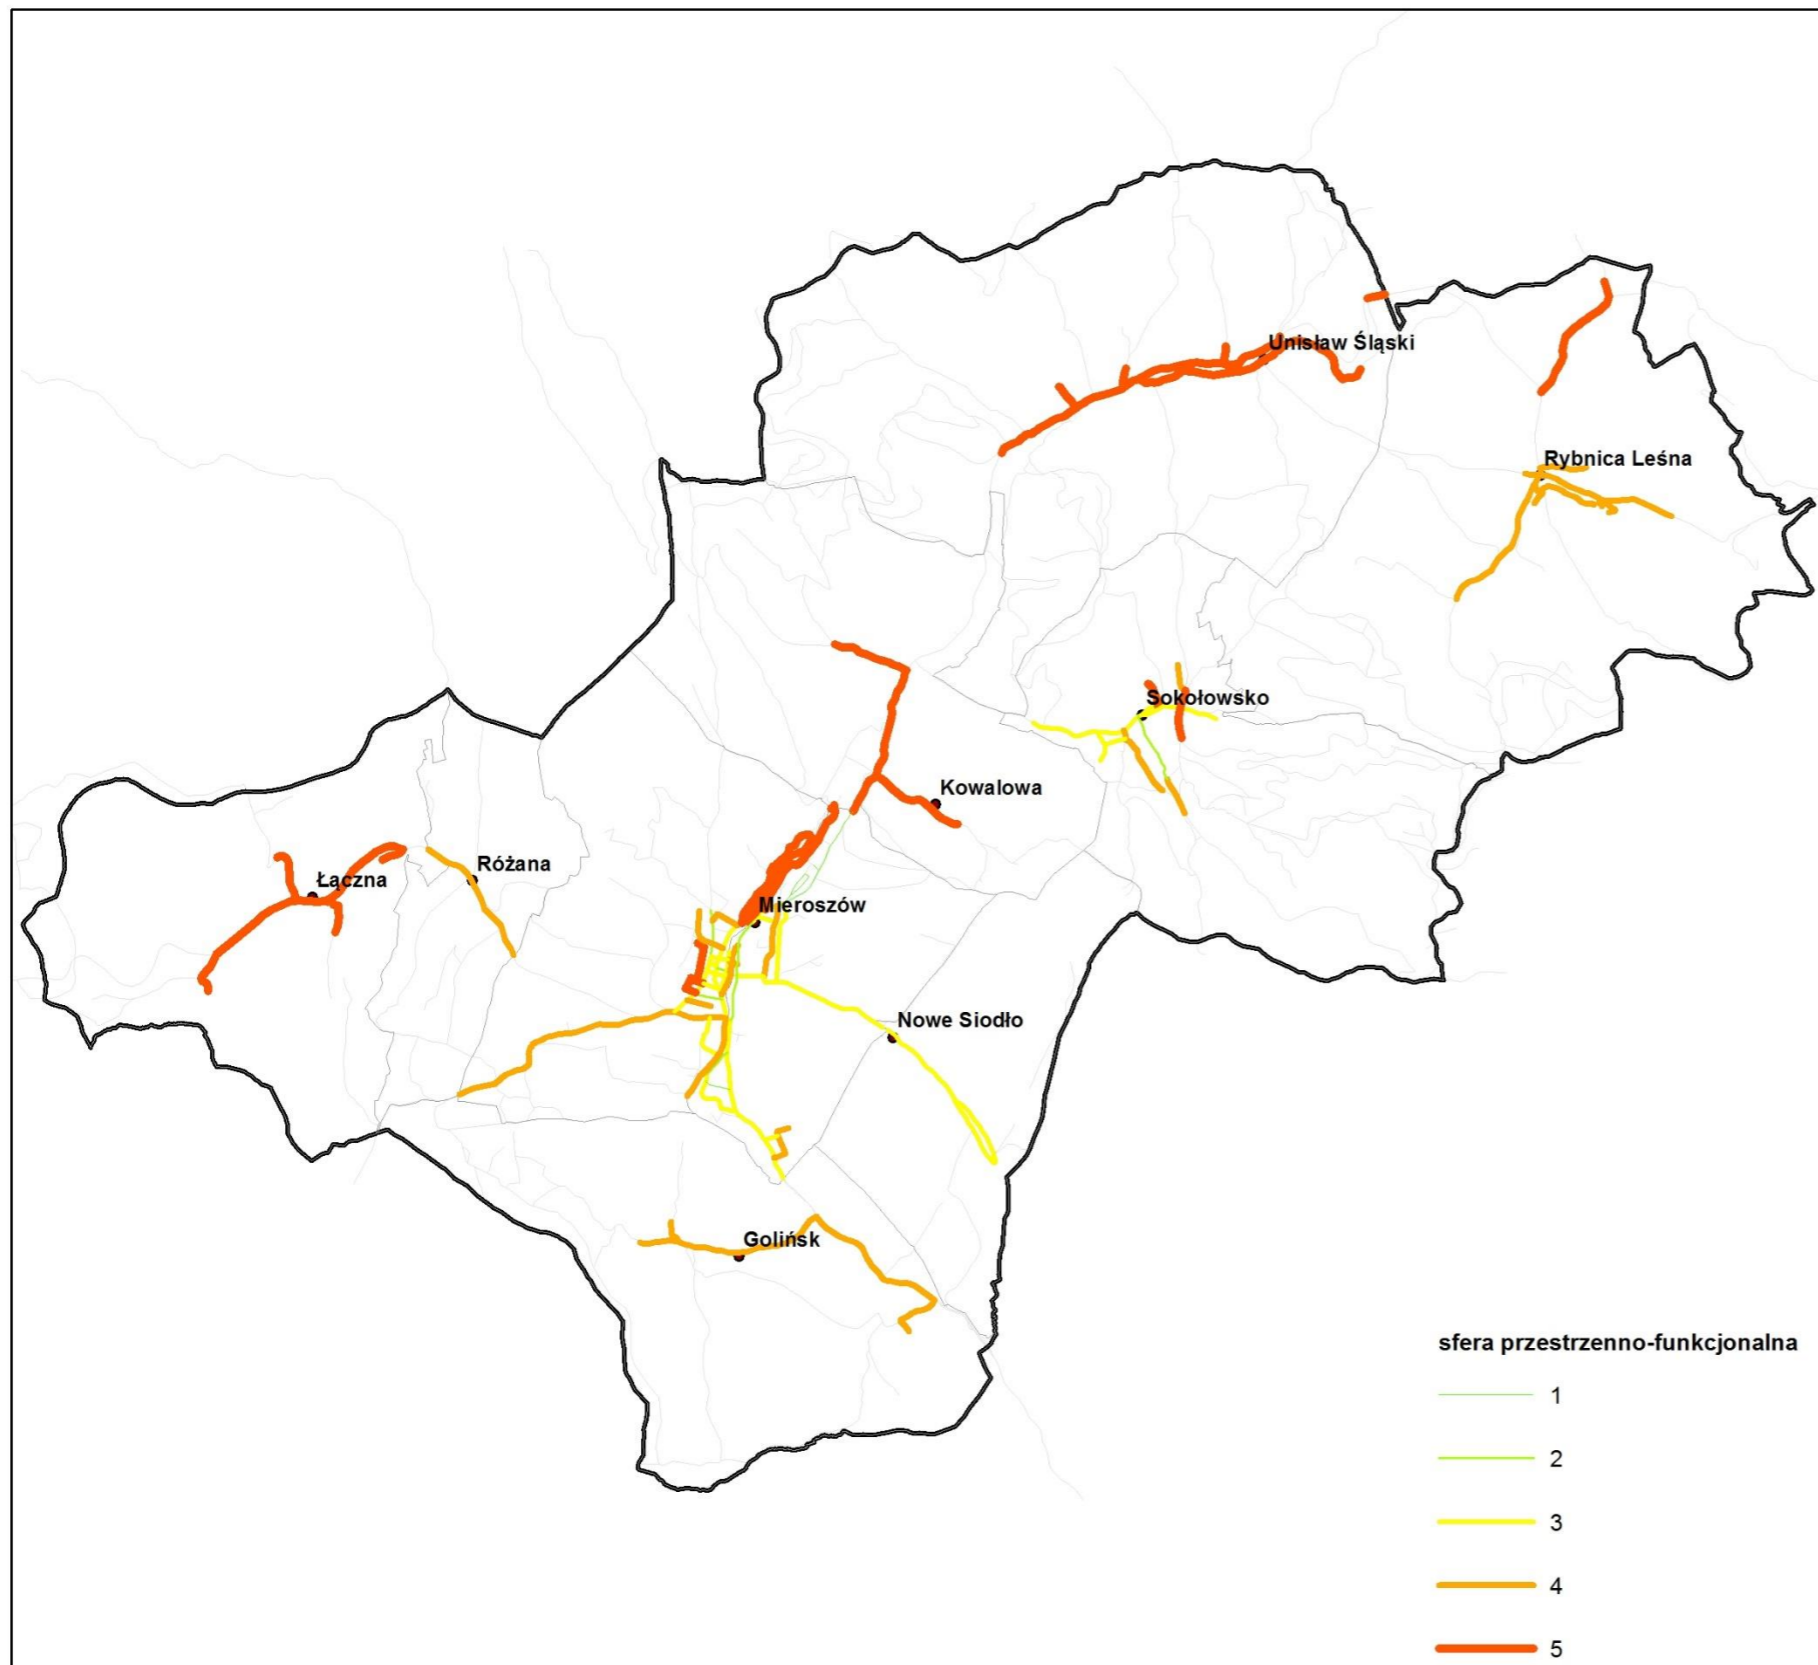 Unisław Śląski
Rybnica Leśna
Sokołowsko
Kowalowa
Różana
Łączna
Mieroszów
Nowe Siodło
Golińsk
sfera przestrzenno-funkcjonalna
1
2
3
4
5